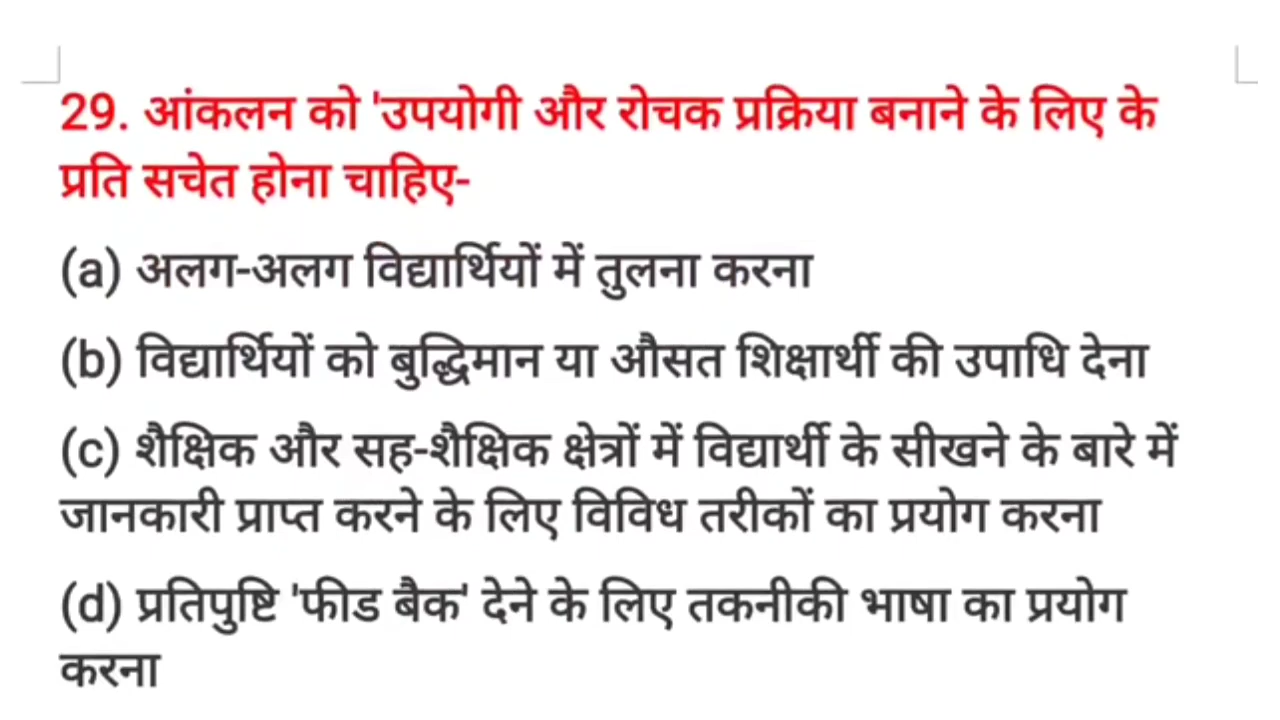 29. आंकलन को 'उपयोगी और रोचक प्रक्रिया बनाने के लिए के
प्रति सचेत होना चाहिए-
(a) अलग-अलग विद्यार्थियों में तुलना करना
(b) विद्यार्थियों को बुद्धिमान या औसत शिक्षार्थी की उपाधि देना
(c) शैक्षिक और सह-शैक्षिक क्षेत्रों में विद्यार्थी के सीखने के बारे में
जानकारी प्राप्त करने के लिए विविध तरीकों का प्रयोग करना
(d) प्रतिपुष्टि 'फीड बैक' देने के लिए तकनीकी भाषा का प्रयोग
करना